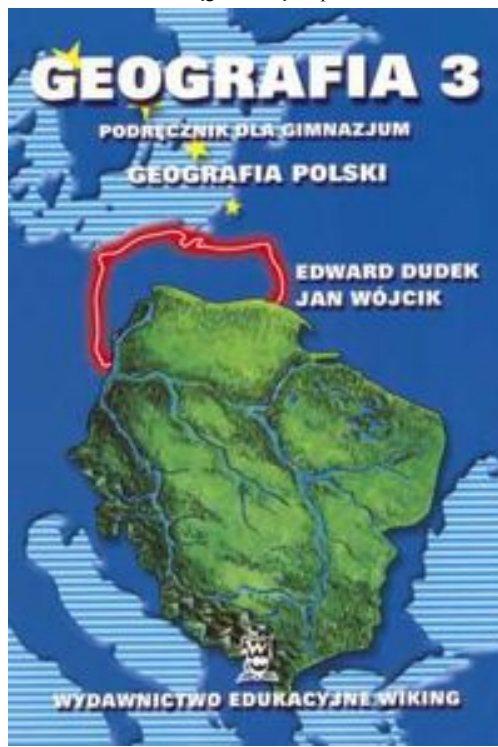 GEOGRAFIA 3
PODRĘCZNIK DLA GIMNAZJUM
GEOGRAFIA POLSKI
EDWARD DUDEK
JAN WÓJCIK
WYDAWNICTWO EDUKACYJNE WIKING